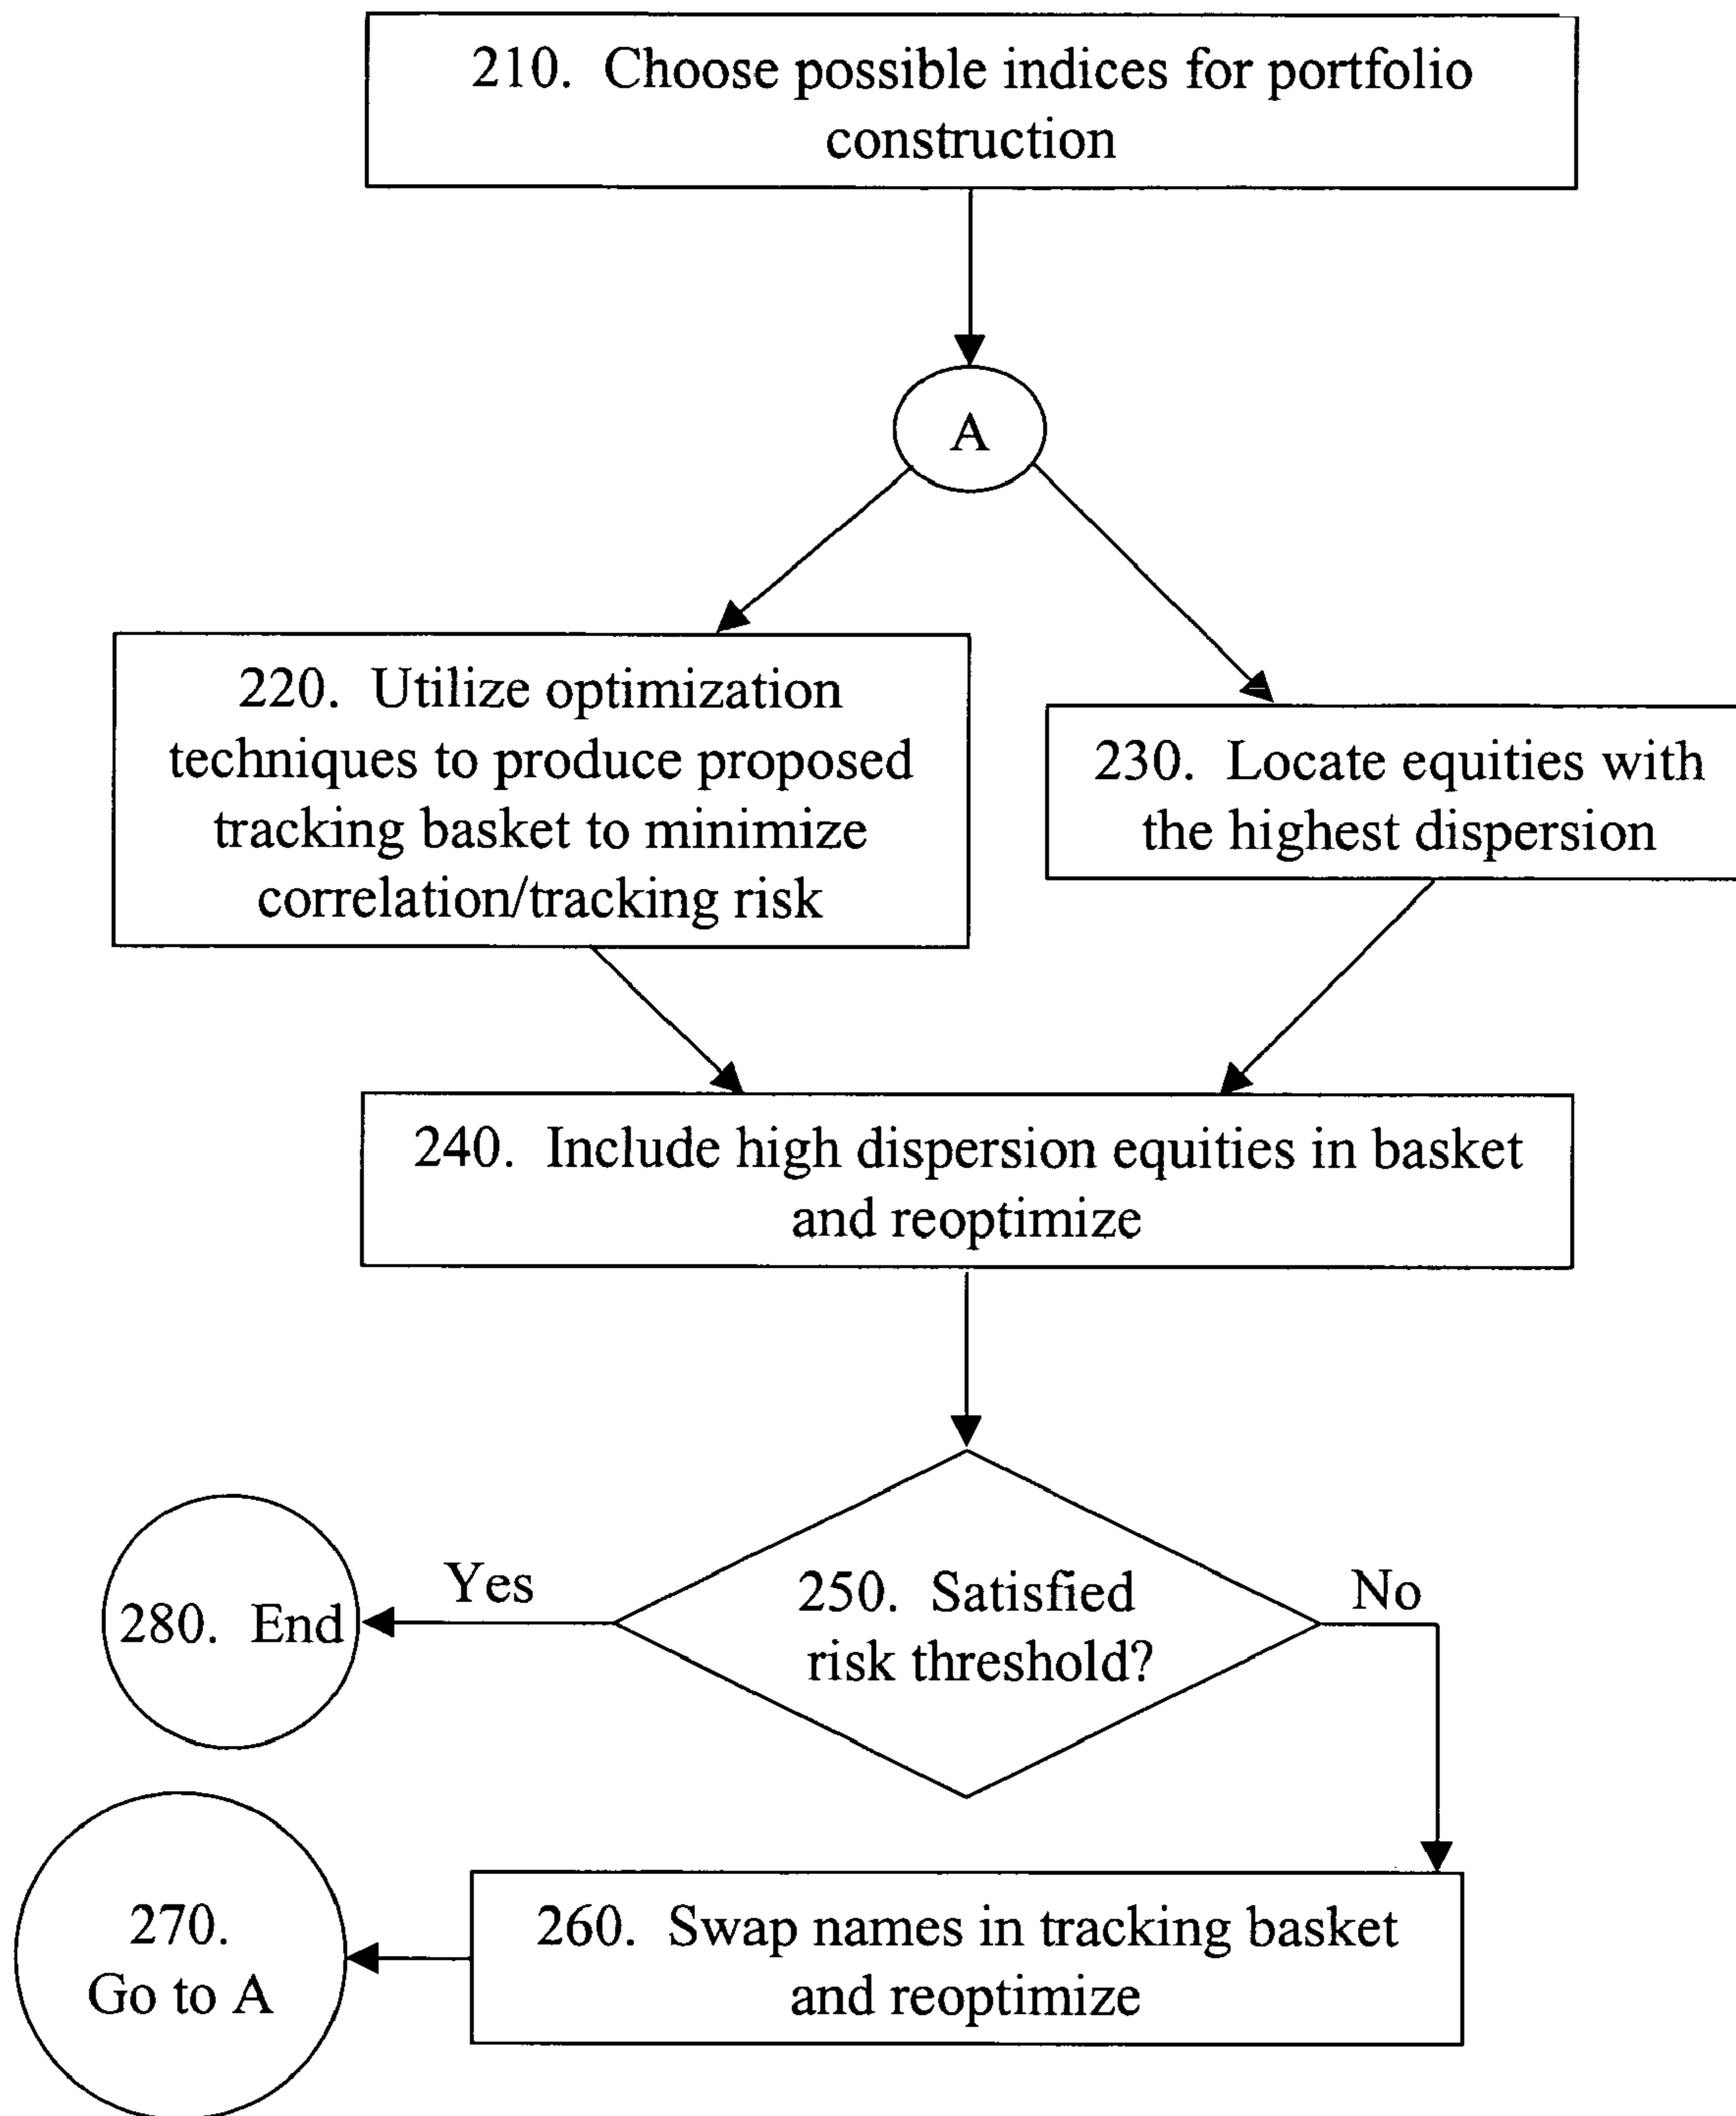 210. Choose possible indices for portfolio
construction
A
220. Utilize optimization
techniques to produce proposed
tracking basket to minimize
correlation/tracking risk
230. Locate equities with
the highest dispersion
240. Include high dispersion equities in basket
and reoptimize
250. Satisfied
risk threshold?
Yes
No
280. End
260. Swap names in tracking basket
and reoptimize
270.
Go to A